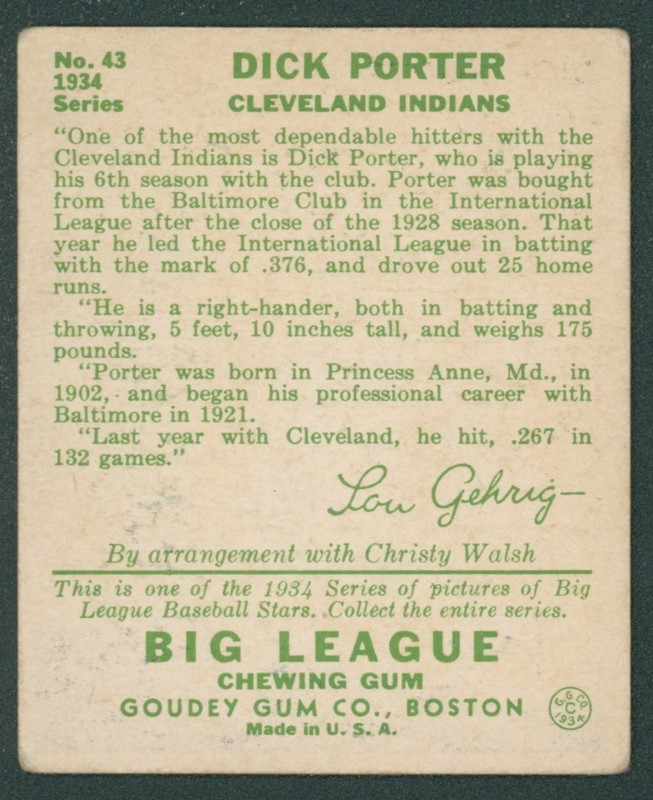 No. 43
1934
Series
DICK PORTER
CLEVELAND INDIANS
"One of the most dependable hitters with the
Cleveland Indians is Dick Porter, who is playing
his 6th season with the club. Porter was bought
from the Baltimore Club in the International
League after the close of the 1928 season. That
year he led the International League in batting
with the mark of .376, and drove out 25 home
runs.
"He is a right-hander, both in batting and
throwing, 5 feet, 10 inches tall, and weighs 175
pounds.
"Porter was born in Princess Anne, Md., in
1902, and began his professional career with
Baltimore in 1921.
"Last year with Cleveland, he hit, .267 in
132 games."
Lou Gehrig
By arrangement with Christy Walsh
This is one of the 1934 Series of pictures of Big
League Baseball Stars. Collect the entire series.
BIG LEAGUE
CHEWING GUM
GOUDEY GUM CO., BOSTON
Made in U. S. A.
G. G. CO.
C
1934